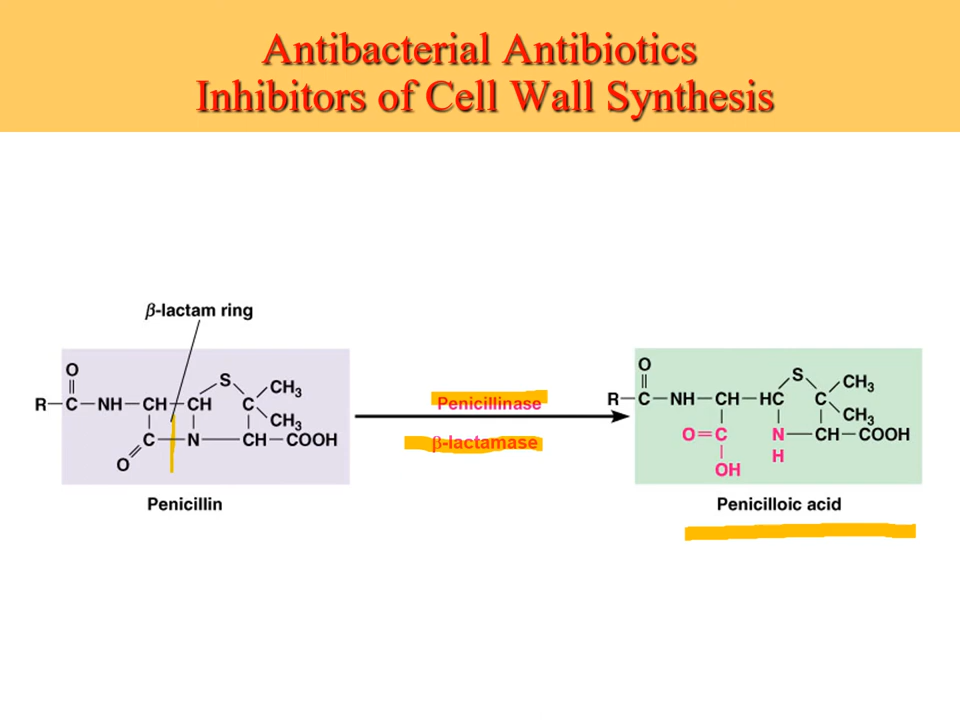 Antibacterial Antibiotics
Inhibitors of Cell Wall Synthesis
β-lactam ring
O
S
CH3
R–C–NH–CH–CH C
CH3
C–N–CH–COOH
O
Penicillin
Penicillinase
β-lactamase
O
S
CH3
R–C–NH–CH–HC C
CH3
O=C N–CH–COOH
OH H
Penicilloic acid